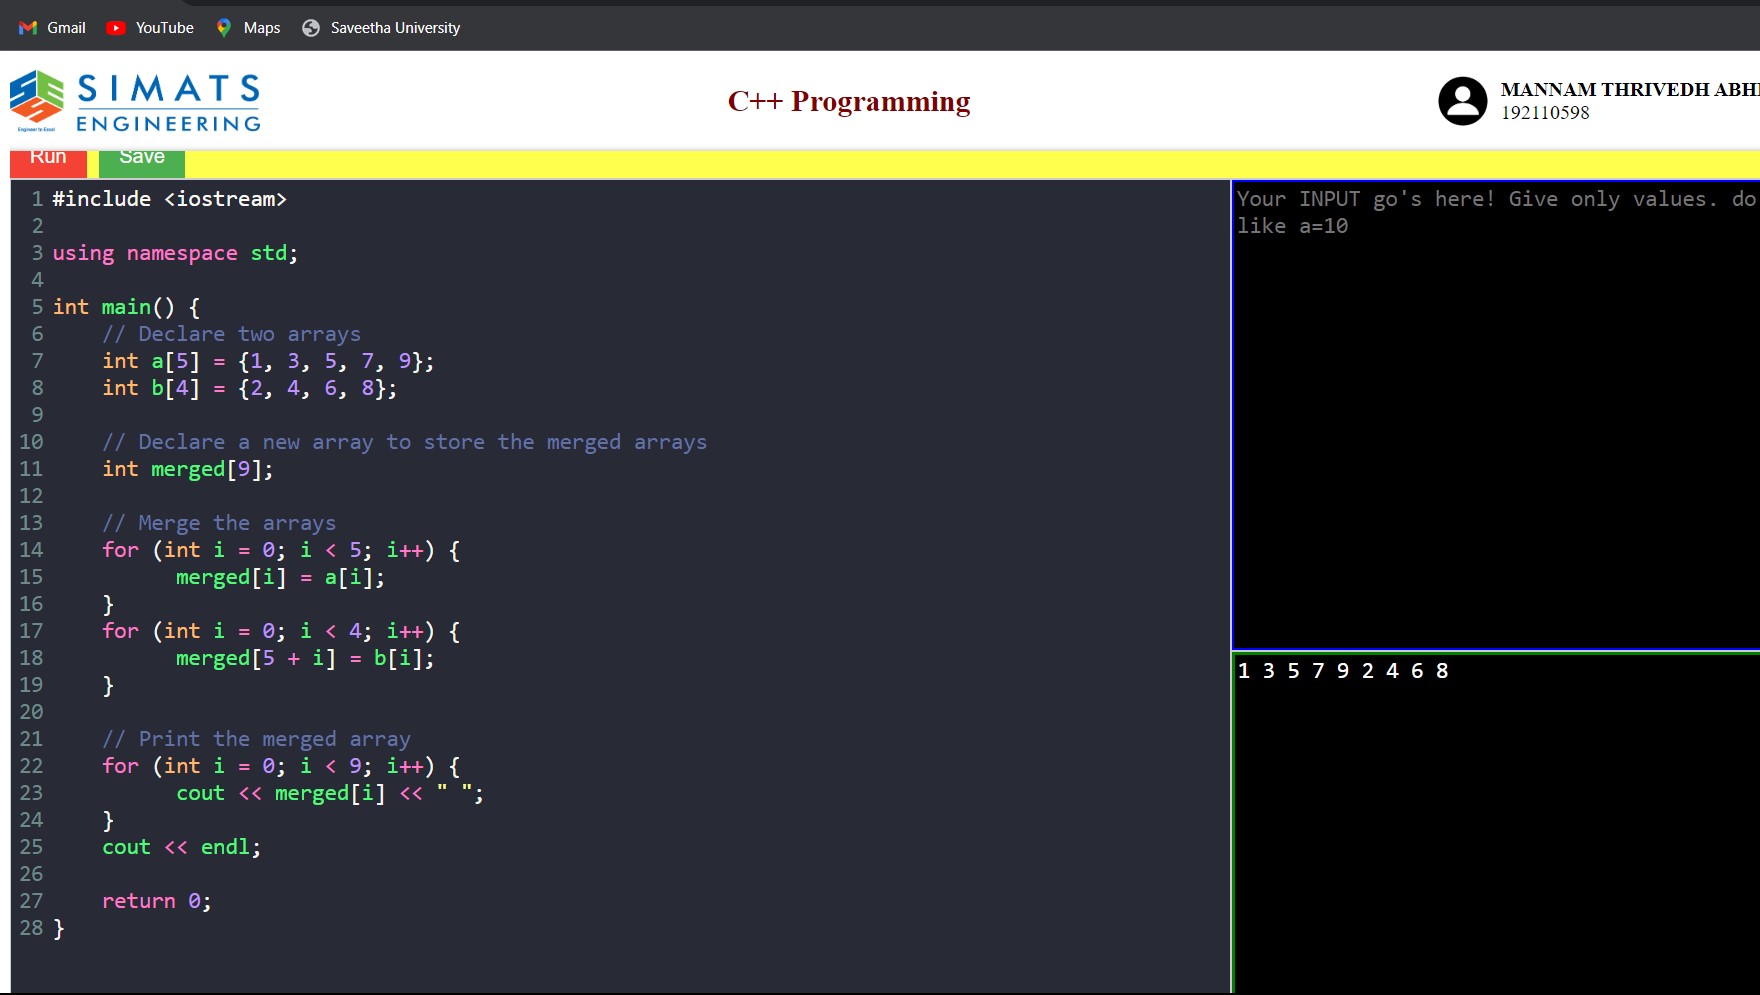 Gmail YouTube Maps Saveetha University
SIMATS
ENGINEERING
Engineer to Excel
C++ Programming
MANNAM THRIVEDH ABHI
192110598
Run Save
1 #include <iostream>
2
3 using namespace std;
4
5 int main() {
6     // Declare two arrays
7     int a[5] = {1, 3, 5, 7, 9};
8     int b[4] = {2, 4, 6, 8};
9
10     // Declare a new array to store the merged arrays
11     int merged[9];
12
13     // Merge the arrays
14     for (int i = 0; i < 5; i++) {
15           merged[i] = a[i];
16     }
17     for (int i = 0; i < 4; i++) {
18           merged[5 + i] = b[i];
19     }
20
21     // Print the merged array
22     for (int i = 0; i < 9; i++) {
23           cout << merged[i] << " ";
24     }
25     cout << endl;
26
27     return 0;
28 }
Your INPUT go's here! Give only values. do
like a=10
1 3 5 7 9 2 4 6 8